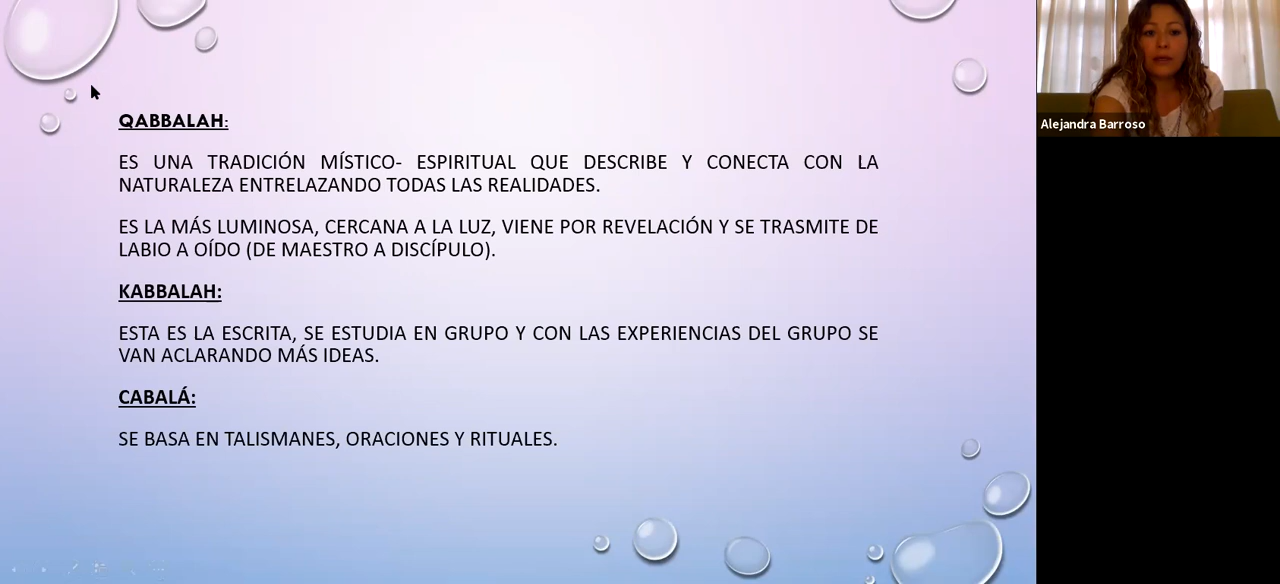 QABBALAH:
ES UNA TRADICIÓN MÍSTICO- ESPIRITUAL QUE DESCRIBE Y CONECTA CON LA
NATURALEZA ENTRELAZANDO TODAS LAS REALIDADES.
ES LA MÁS LUMINOSA, CERCANA A LA LUZ, VIENE POR REVELACIÓN Y SE TRASMITE DE
LABIO A OÍDO (DE MAESTRO A DISCÍPULO).
KABBALAH:
ESTA ES LA ESCRITA, SE ESTUDIA EN GRUPO Y CON LAS EXPERIENCIAS DEL GRUPO SE
VAN ACLARANDO MÁS IDEAS.
CABALÁ:
SE BASA EN TALISMANES, ORACIONES Y RITUALES.
Alejandra Barroso